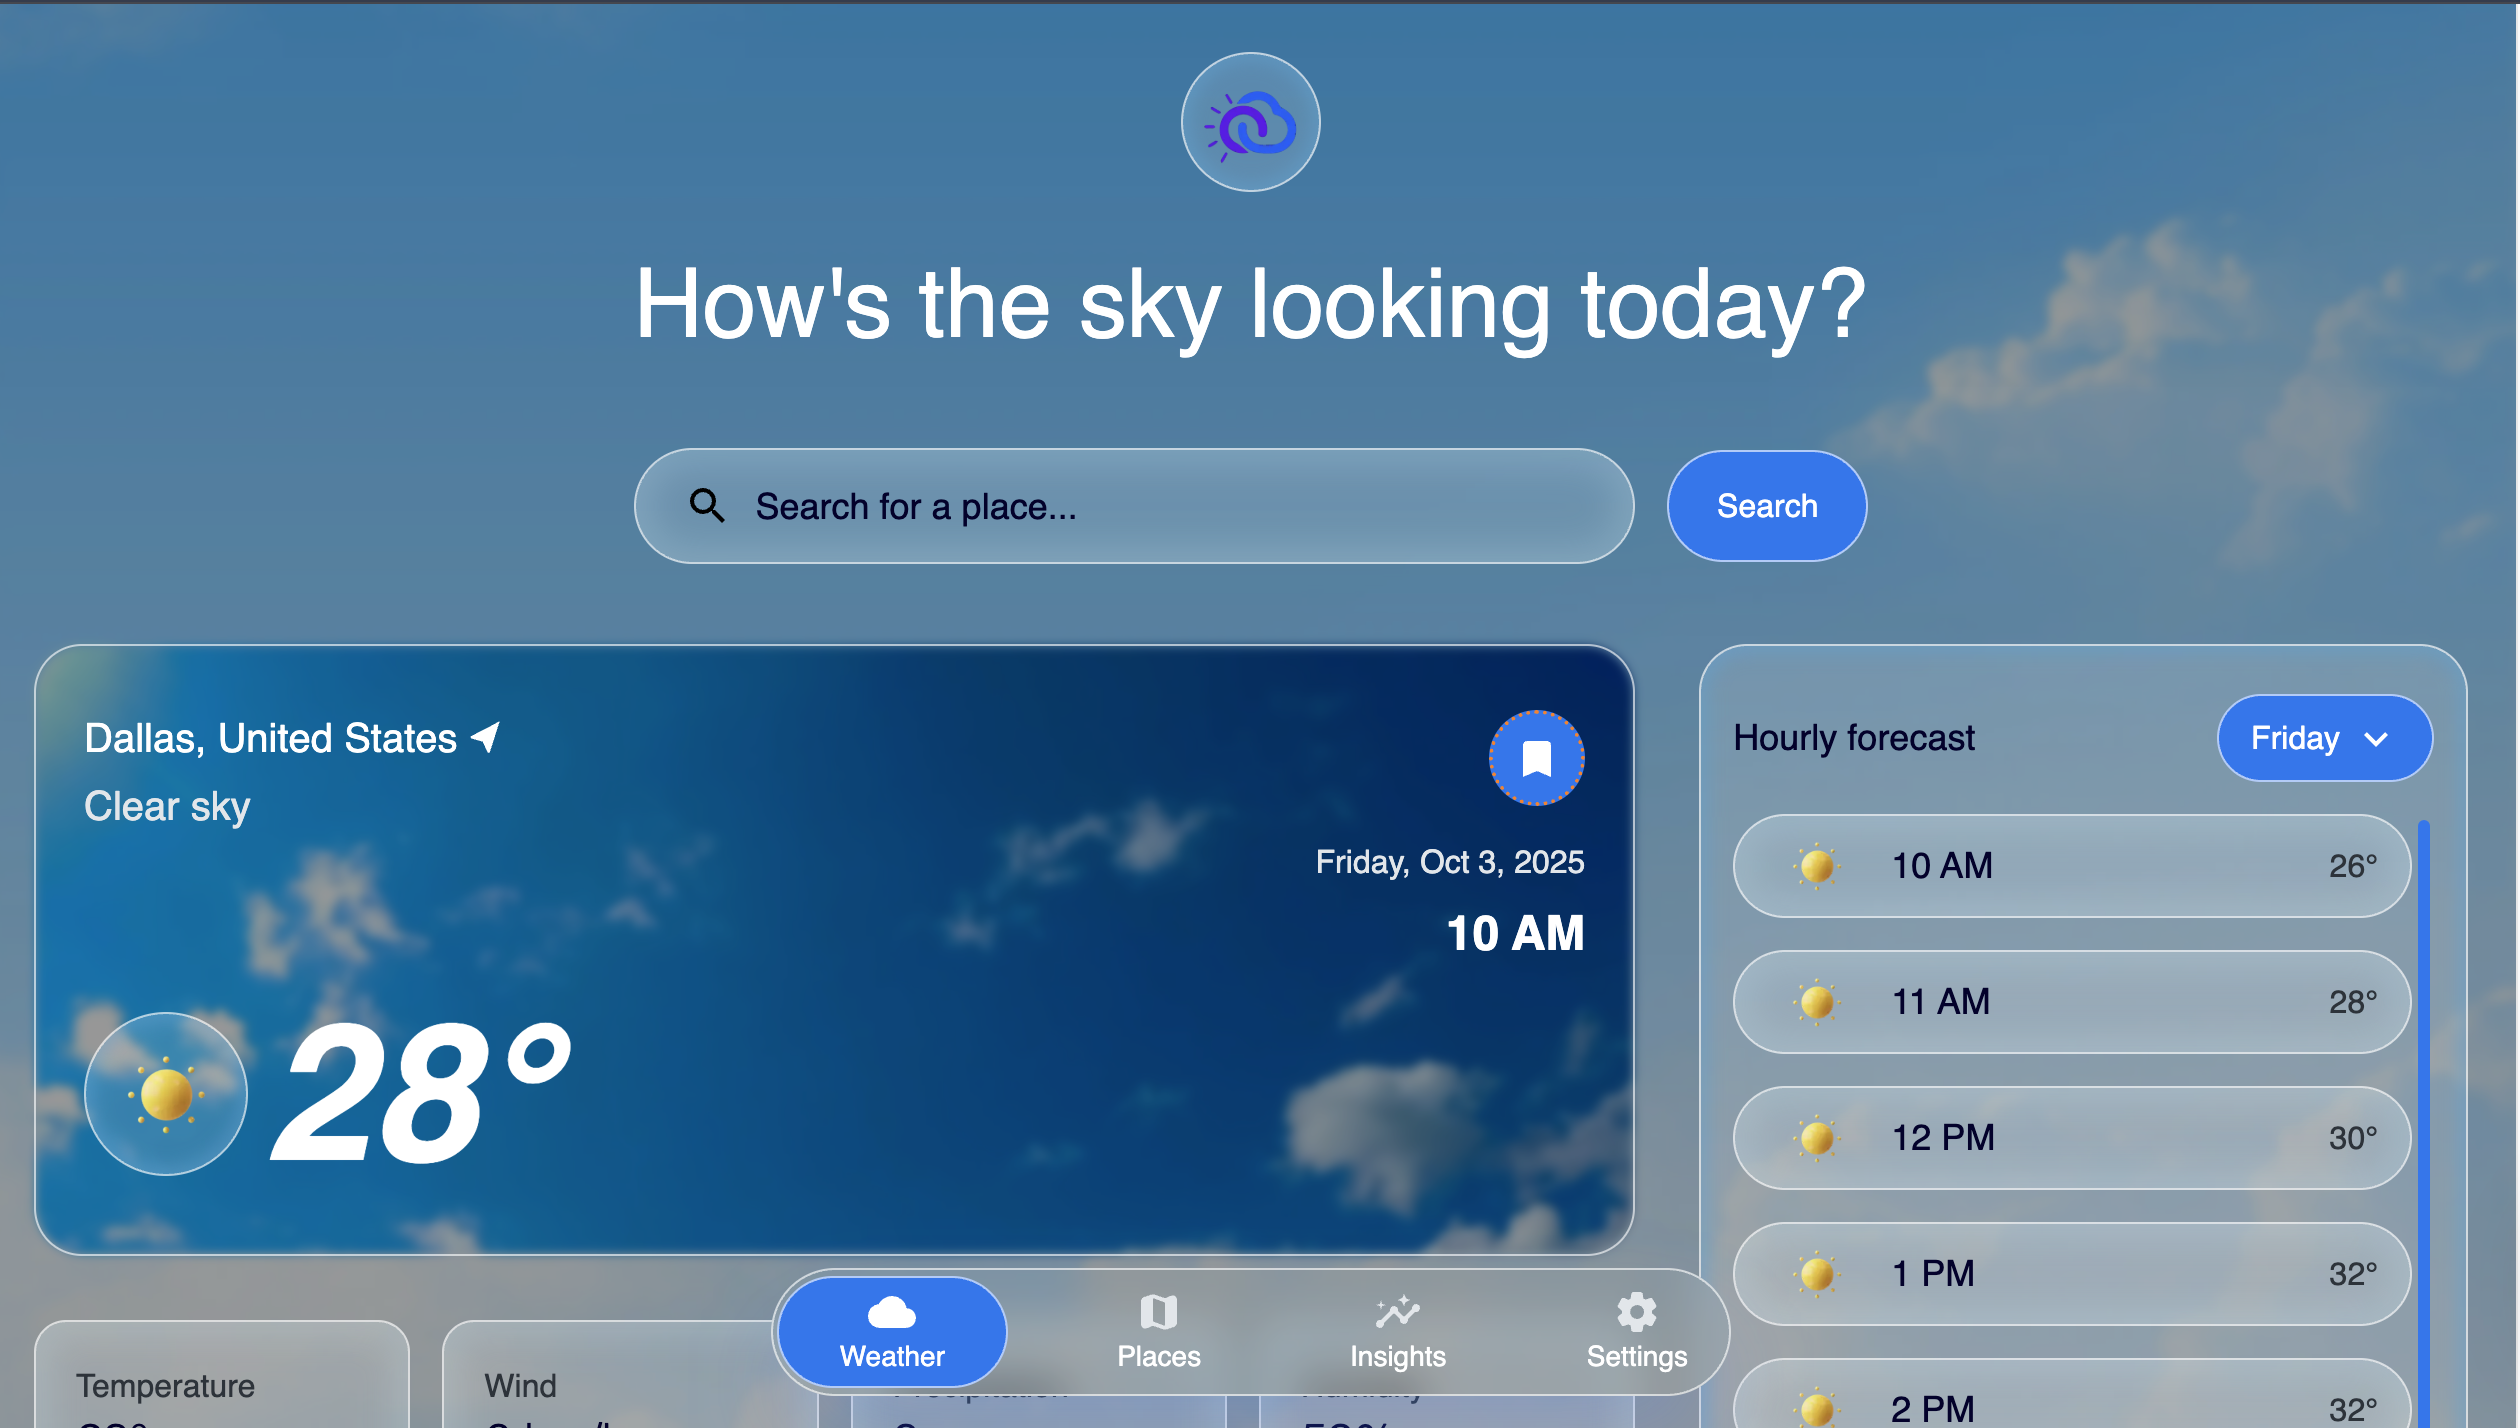 How's the sky looking today?
Search for a place...
Search
Dallas, United States
Clear sky
Friday, Oct 3, 2025
10 AM
28°
Hourly forecast
Friday
10 AM 26°
11 AM 28°
12 PM 30°
1 PM 32°
2 PM 32°
Weather
Places
Insights
Settings
Temperature
Wind